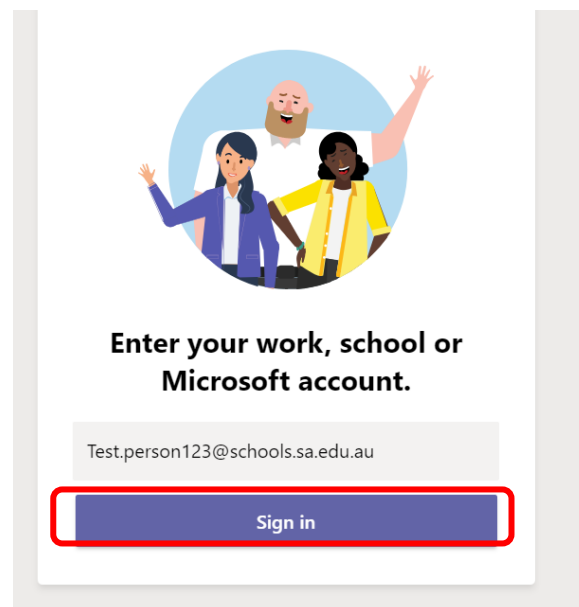 Enter your work, school or
Microsoft account.
Test.person123@schools.sa.edu.au
Sign in